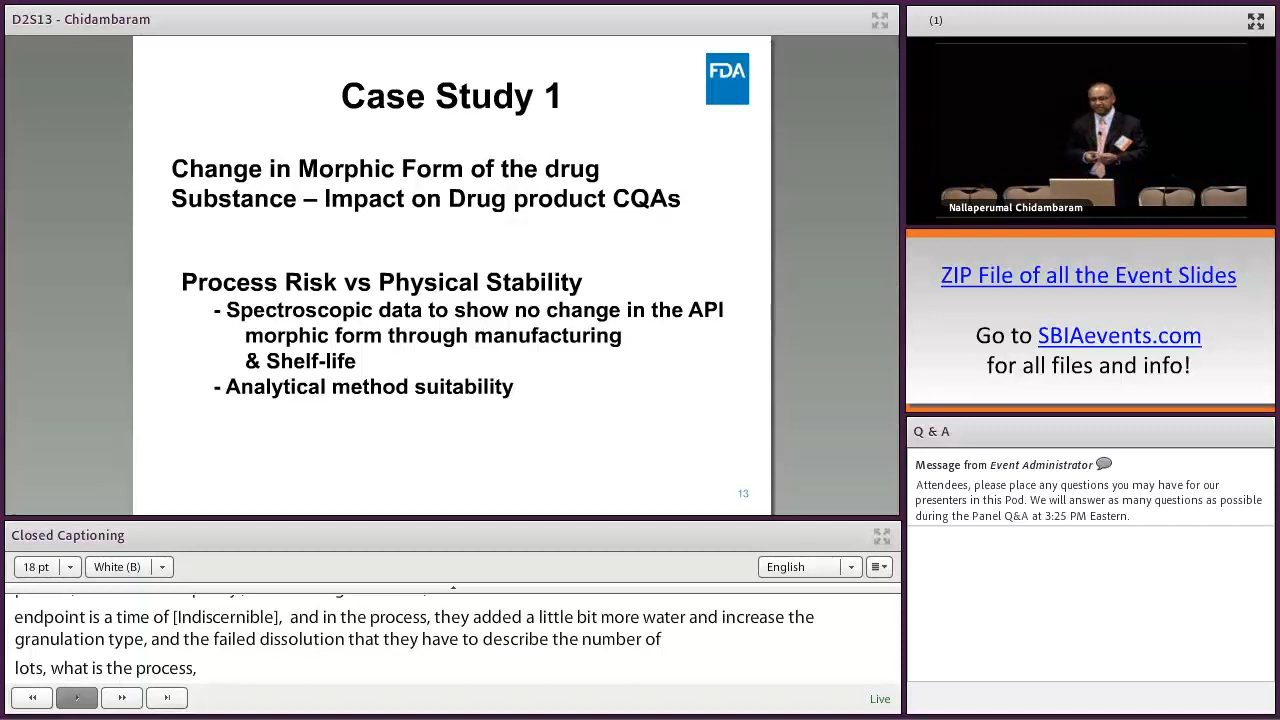 D2S13 - Chidambaram
FDA
Case Study 1
Change in Morphic Form of the drug
Substance – Impact on Drug product CQAs
Process Risk vs Physical Stability
- Spectroscopic data to show no change in the API
morphic form through manufacturing
& Shelf-life
- Analytical method suitability
13
(1)
Nallaperumal Chidambaram
ZIP File of all the Event Slides
Go to SBIAevents.com
for all files and info!
Q & A
Message from Event Administrator
Attendees, please place any questions you may have for our
presenters in this Pod. We will answer as many questions as possible
during the Panel Q&A at 3:25 PM Eastern.
Closed Captioning
18 pt
White (B)
English
endpoint is a time of [Indiscernible], and in the process, they added a little bit more water and increase the
granulation type, and the failed dissolution that they have to describe the number of
lots, what is the process,
Live